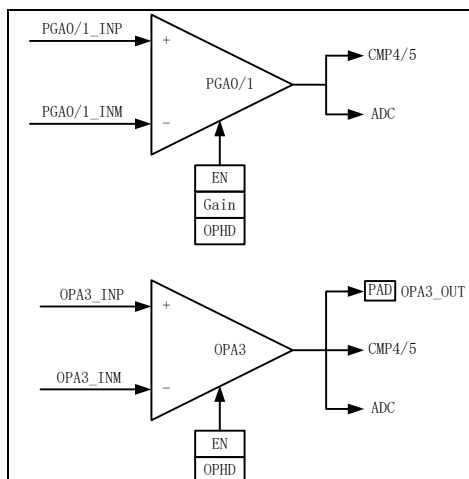 PGA0/1_INP
+
CMP4/5
PGA0/1
PGA0/1_INM
−
ADC
EN
Gain
OPHD
OPA3_INP
+
PAD OPA3_OUT
OPA3
CMP4/5
OPA3_INM
−
ADC
EN
OPHD